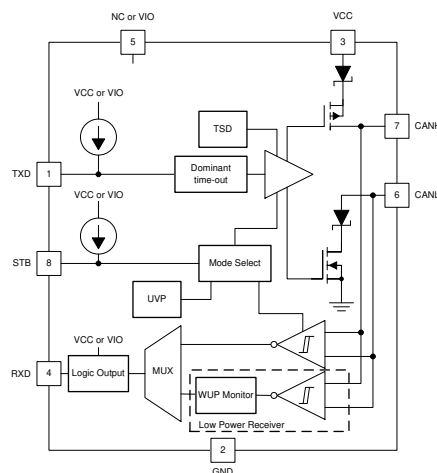 NC or VIO
VCC
5
3
VCC or VIO
TSD
7
CANH
TXD
1
Dominant
time-out
6
CANL
VCC or VIO
STB
8
Mode Select
UVP
VCC or VIO
RXD
4
Logic Output
MUX
WUP Monitor
Low Power Receiver
2
GND